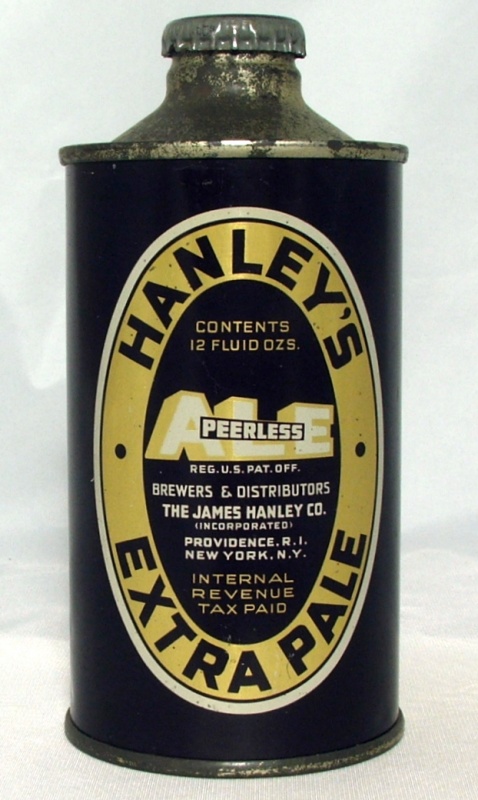 HANLEY'S
CONTENTS
12 FLUID OZS.
ALE
PEERLESS
REG. U.S. PAT. OFF.
BREWERS & DISTRIBUTORS
THE JAMES HANLEY CO.
(INCORPORATED)
PROVIDENCE, R.I.
NEW YORK, N.Y.
INTERNAL
REVENUE
TAX PAID
EXTRA PALE